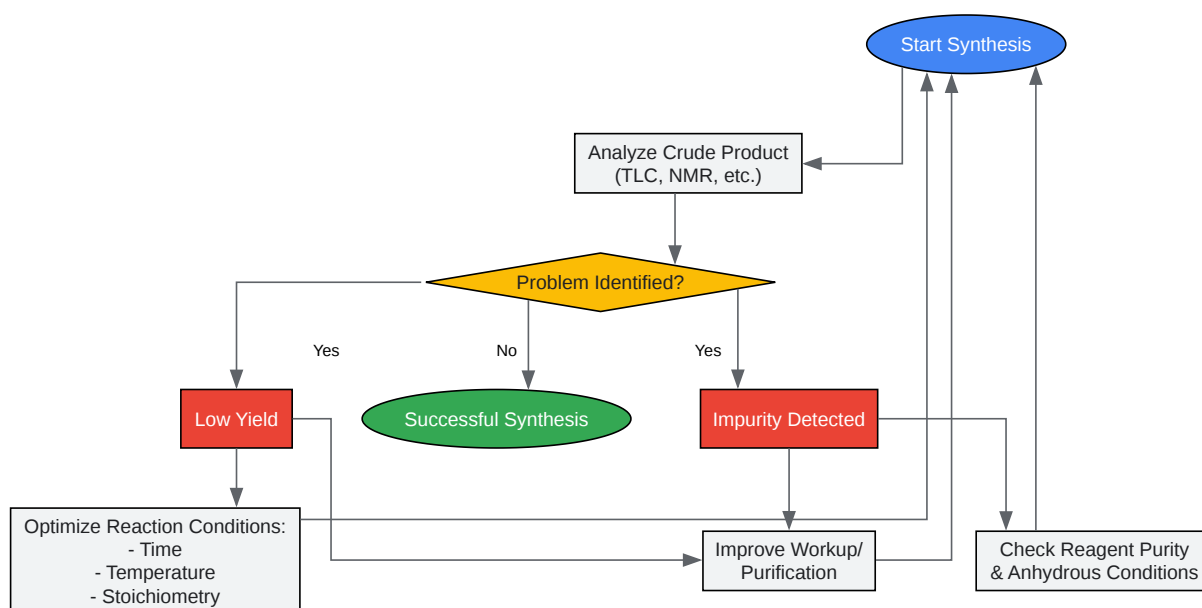 Start Synthesis
Analyze Crude Product
(TLC, NMR, etc.)
Problem Identified?
Yes
No
Yes
Low Yield
Successful Synthesis
Impurity Detected
Optimize Reaction Conditions:
- Time
- Temperature
- Stoichiometry
Improve Workup/
Purification
Check Reagent Purity
& Anhydrous Conditions